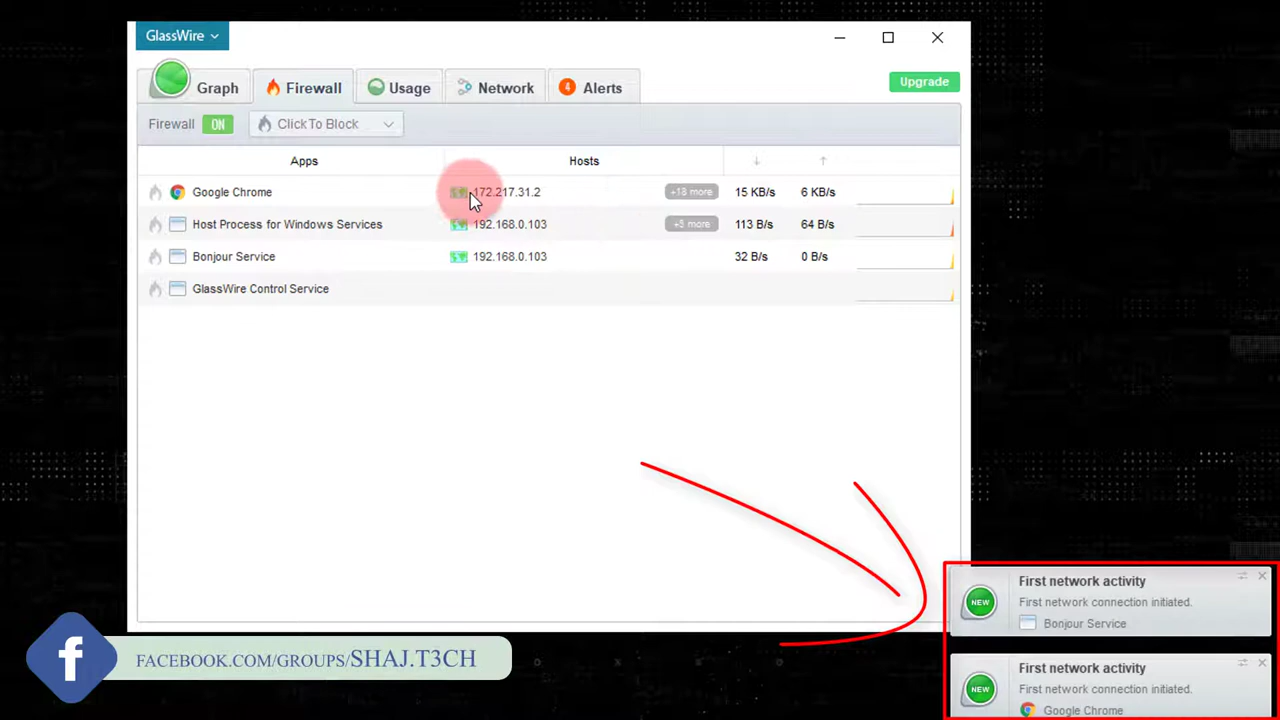 GlassWire
Graph
Firewall
Usage
Network
4
Alerts
Upgrade
Firewall ON
Click To Block
Apps
Hosts
↓
↑
Google Chrome
172.217.31.2
+18 more
15 KB/s
6 KB/s
Host Process for Windows Services
192.168.0.103
+5 more
113 B/s
64 B/s
Bonjour Service
192.168.0.103
32 B/s
0 B/s
GlassWire Control Service
NEW
First network activity
First network connection initiated.
Bonjour Service
NEW
First network activity
First network connection initiated.
Google Chrome
f
FACEBOOK.COM/GROUPS/SHAJ.T3CH